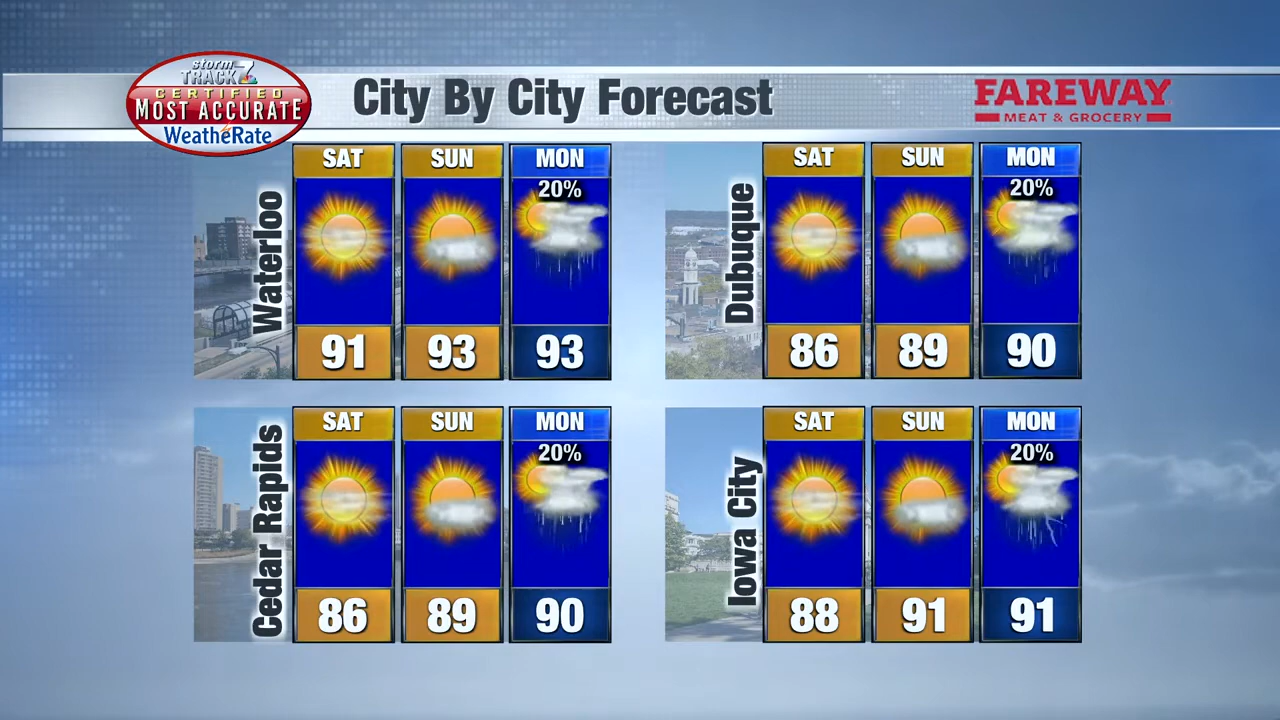 storm
TRACK 7
CERTIFIED
MOST ACCURATE
WeatheRate
City By City Forecast
FAREWAY
MEAT & GROCERY
Waterloo
SAT SUN MON
20%
91 93 93
Dubuque
SAT SUN MON
20%
86 89 90
Cedar Rapids
SAT SUN MON
20%
86 89 90
Iowa City
SAT SUN MON
20%
88 91 91